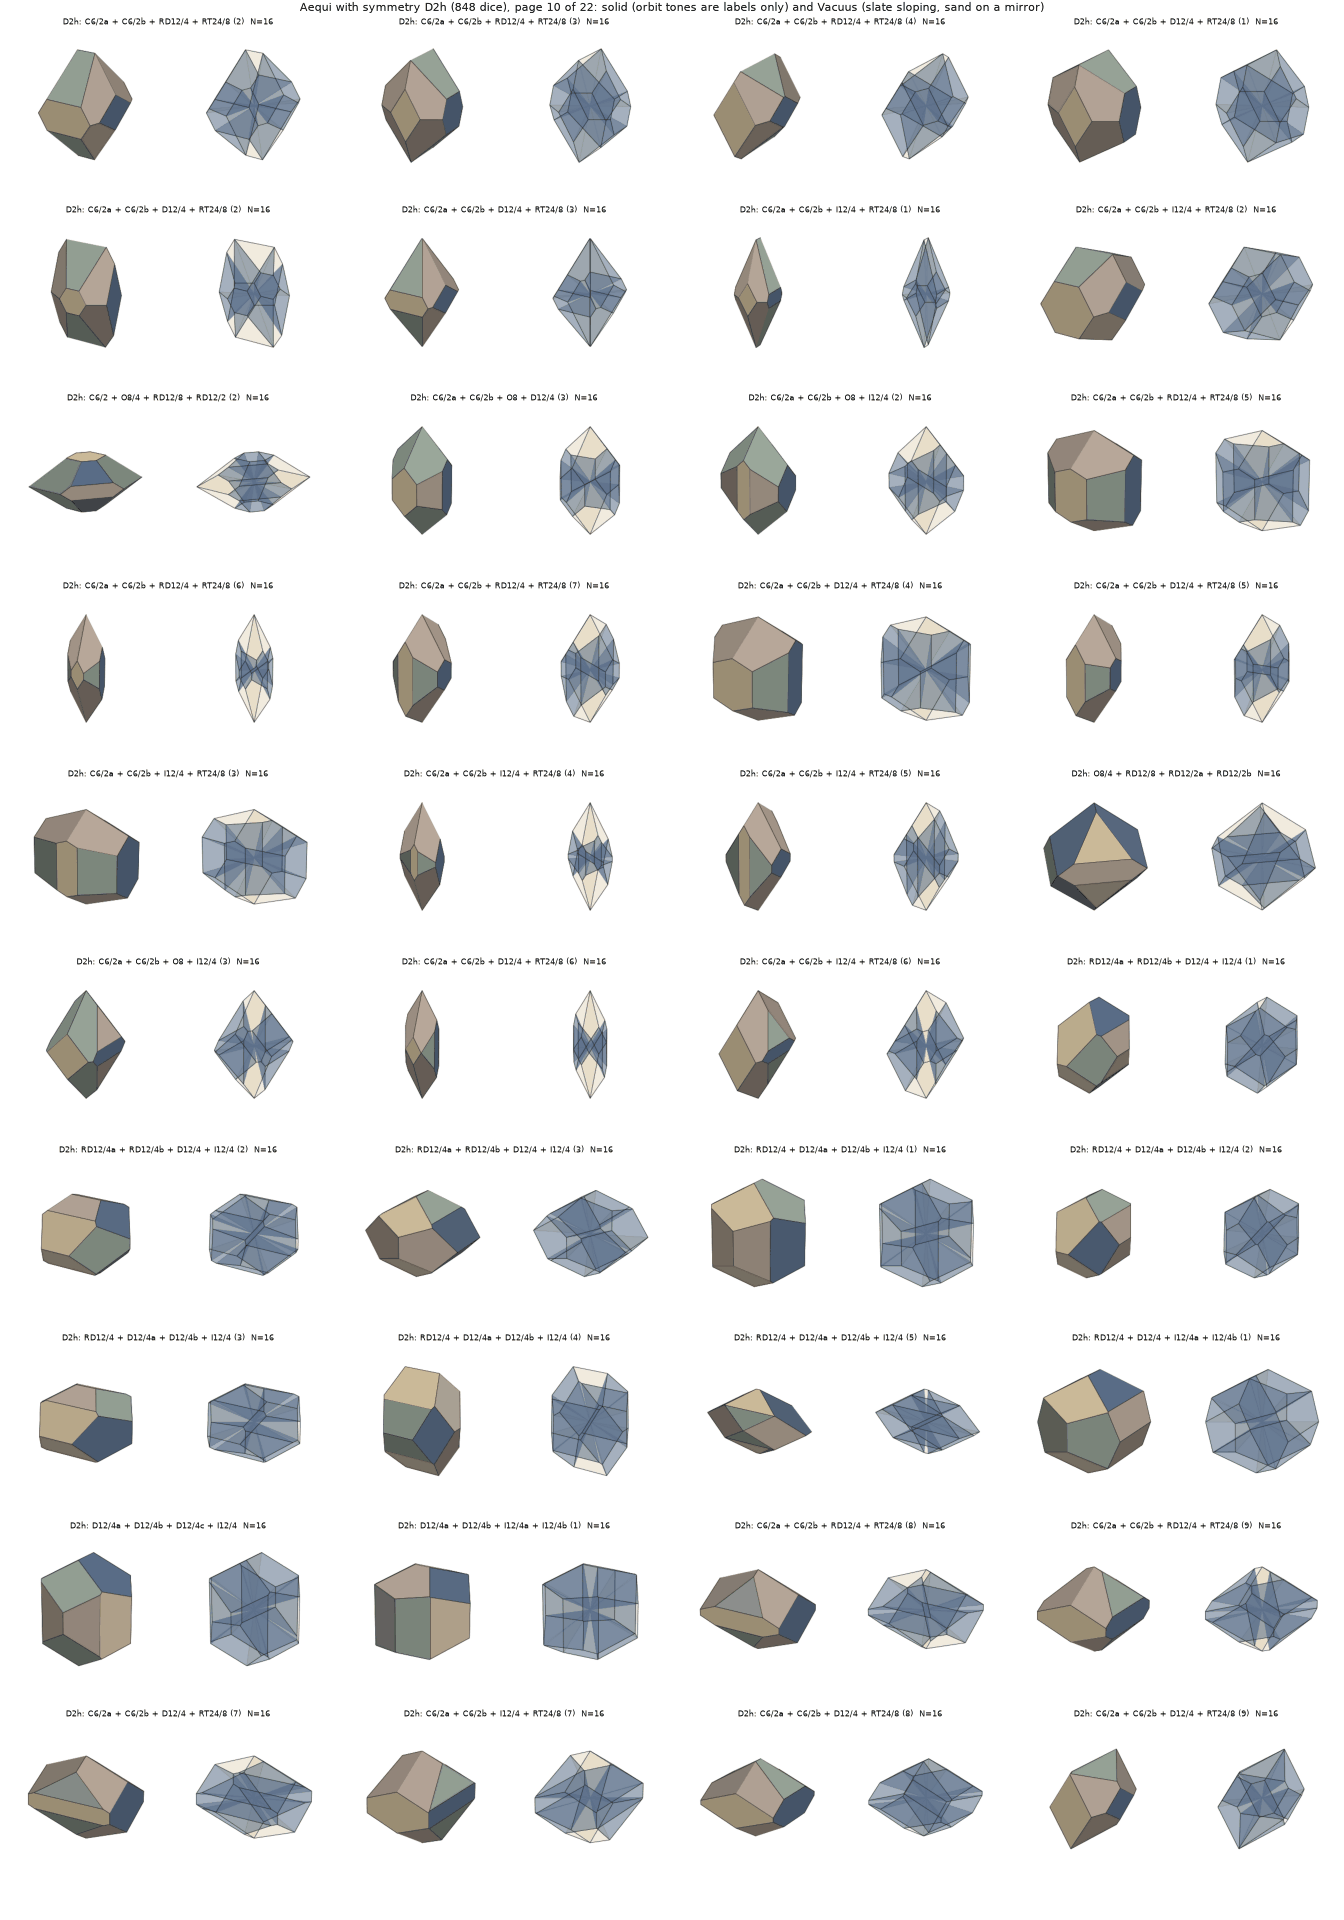 Aequi with symmetry D2h (848 dice), page 10 of 22: solid (orbit tones are labels only) and Vacuus (slate sloping, sand on a mirror)
D2h: C6/2a + C6/2b + RD12/4 + RT24/8 (2)  N=16
D2h: C6/2a + C6/2b + RD12/4 + RT24/8 (3)  N=16
D2h: C6/2a + C6/2b + RD12/4 + RT24/8 (4)  N=16
D2h: C6/2a + C6/2b + D12/4 + RT24/8 (1)  N=16
D2h: C6/2a + C6/2b + D12/4 + RT24/8 (2)  N=16
D2h: C6/2a + C6/2b + D12/4 + RT24/8 (3)  N=16
D2h: C6/2a + C6/2b + I12/4 + RT24/8 (1)  N=16
D2h: C6/2a + C6/2b + I12/4 + RT24/8 (2)  N=16
D2h: C6/2 + O8/4 + RD12/8 + RD12/2 (2)  N=16
D2h: C6/2a + C6/2b + O8 + D12/4 (3)  N=16
D2h: C6/2a + C6/2b + O8 + I12/4 (2)  N=16
D2h: C6/2a + C6/2b + RD12/4 + RT24/8 (5)  N=16
D2h: C6/2a + C6/2b + RD12/4 + RT24/8 (6)  N=16
D2h: C6/2a + C6/2b + RD12/4 + RT24/8 (7)  N=16
D2h: C6/2a + C6/2b + D12/4 + RT24/8 (4)  N=16
D2h: C6/2a + C6/2b + D12/4 + RT24/8 (5)  N=16
D2h: C6/2a + C6/2b + I12/4 + RT24/8 (3)  N=16
D2h: C6/2a + C6/2b + I12/4 + RT24/8 (4)  N=16
D2h: C6/2a + C6/2b + I12/4 + RT24/8 (5)  N=16
D2h: O8/4 + RD12/8 + RD12/2a + RD12/2b  N=16
D2h: C6/2a + C6/2b + O8 + I12/4 (3)  N=16
D2h: C6/2a + C6/2b + D12/4 + RT24/8 (6)  N=16
D2h: C6/2a + C6/2b + I12/4 + RT24/8 (6)  N=16
D2h: RD12/4a + RD12/4b + D12/4 + I12/4 (1)  N=16
D2h: RD12/4a + RD12/4b + D12/4 + I12/4 (2)  N=16
D2h: RD12/4a + RD12/4b + D12/4 + I12/4 (3)  N=16
D2h: RD12/4 + D12/4a + D12/4b + I12/4 (1)  N=16
D2h: RD12/4 + D12/4a + D12/4b + I12/4 (2)  N=16
D2h: RD12/4 + D12/4a + D12/4b + I12/4 (3)  N=16
D2h: RD12/4 + D12/4a + D12/4b + I12/4 (4)  N=16
D2h: RD12/4 + D12/4a + D12/4b + I12/4 (5)  N=16
D2h: RD12/4 + D12/4 + I12/4a + I12/4b (1)  N=16
D2h: D12/4a + D12/4b + D12/4c + I12/4  N=16
D2h: D12/4a + D12/4b + I12/4a + I12/4b (1)  N=16
D2h: C6/2a + C6/2b + RD12/4 + RT24/8 (8)  N=16
D2h: C6/2a + C6/2b + RD12/4 + RT24/8 (9)  N=16
D2h: C6/2a + C6/2b + D12/4 + RT24/8 (7)  N=16
D2h: C6/2a + C6/2b + I12/4 + RT24/8 (7)  N=16
D2h: C6/2a + C6/2b + D12/4 + RT24/8 (8)  N=16
D2h: C6/2a + C6/2b + D12/4 + RT24/8 (9)  N=16